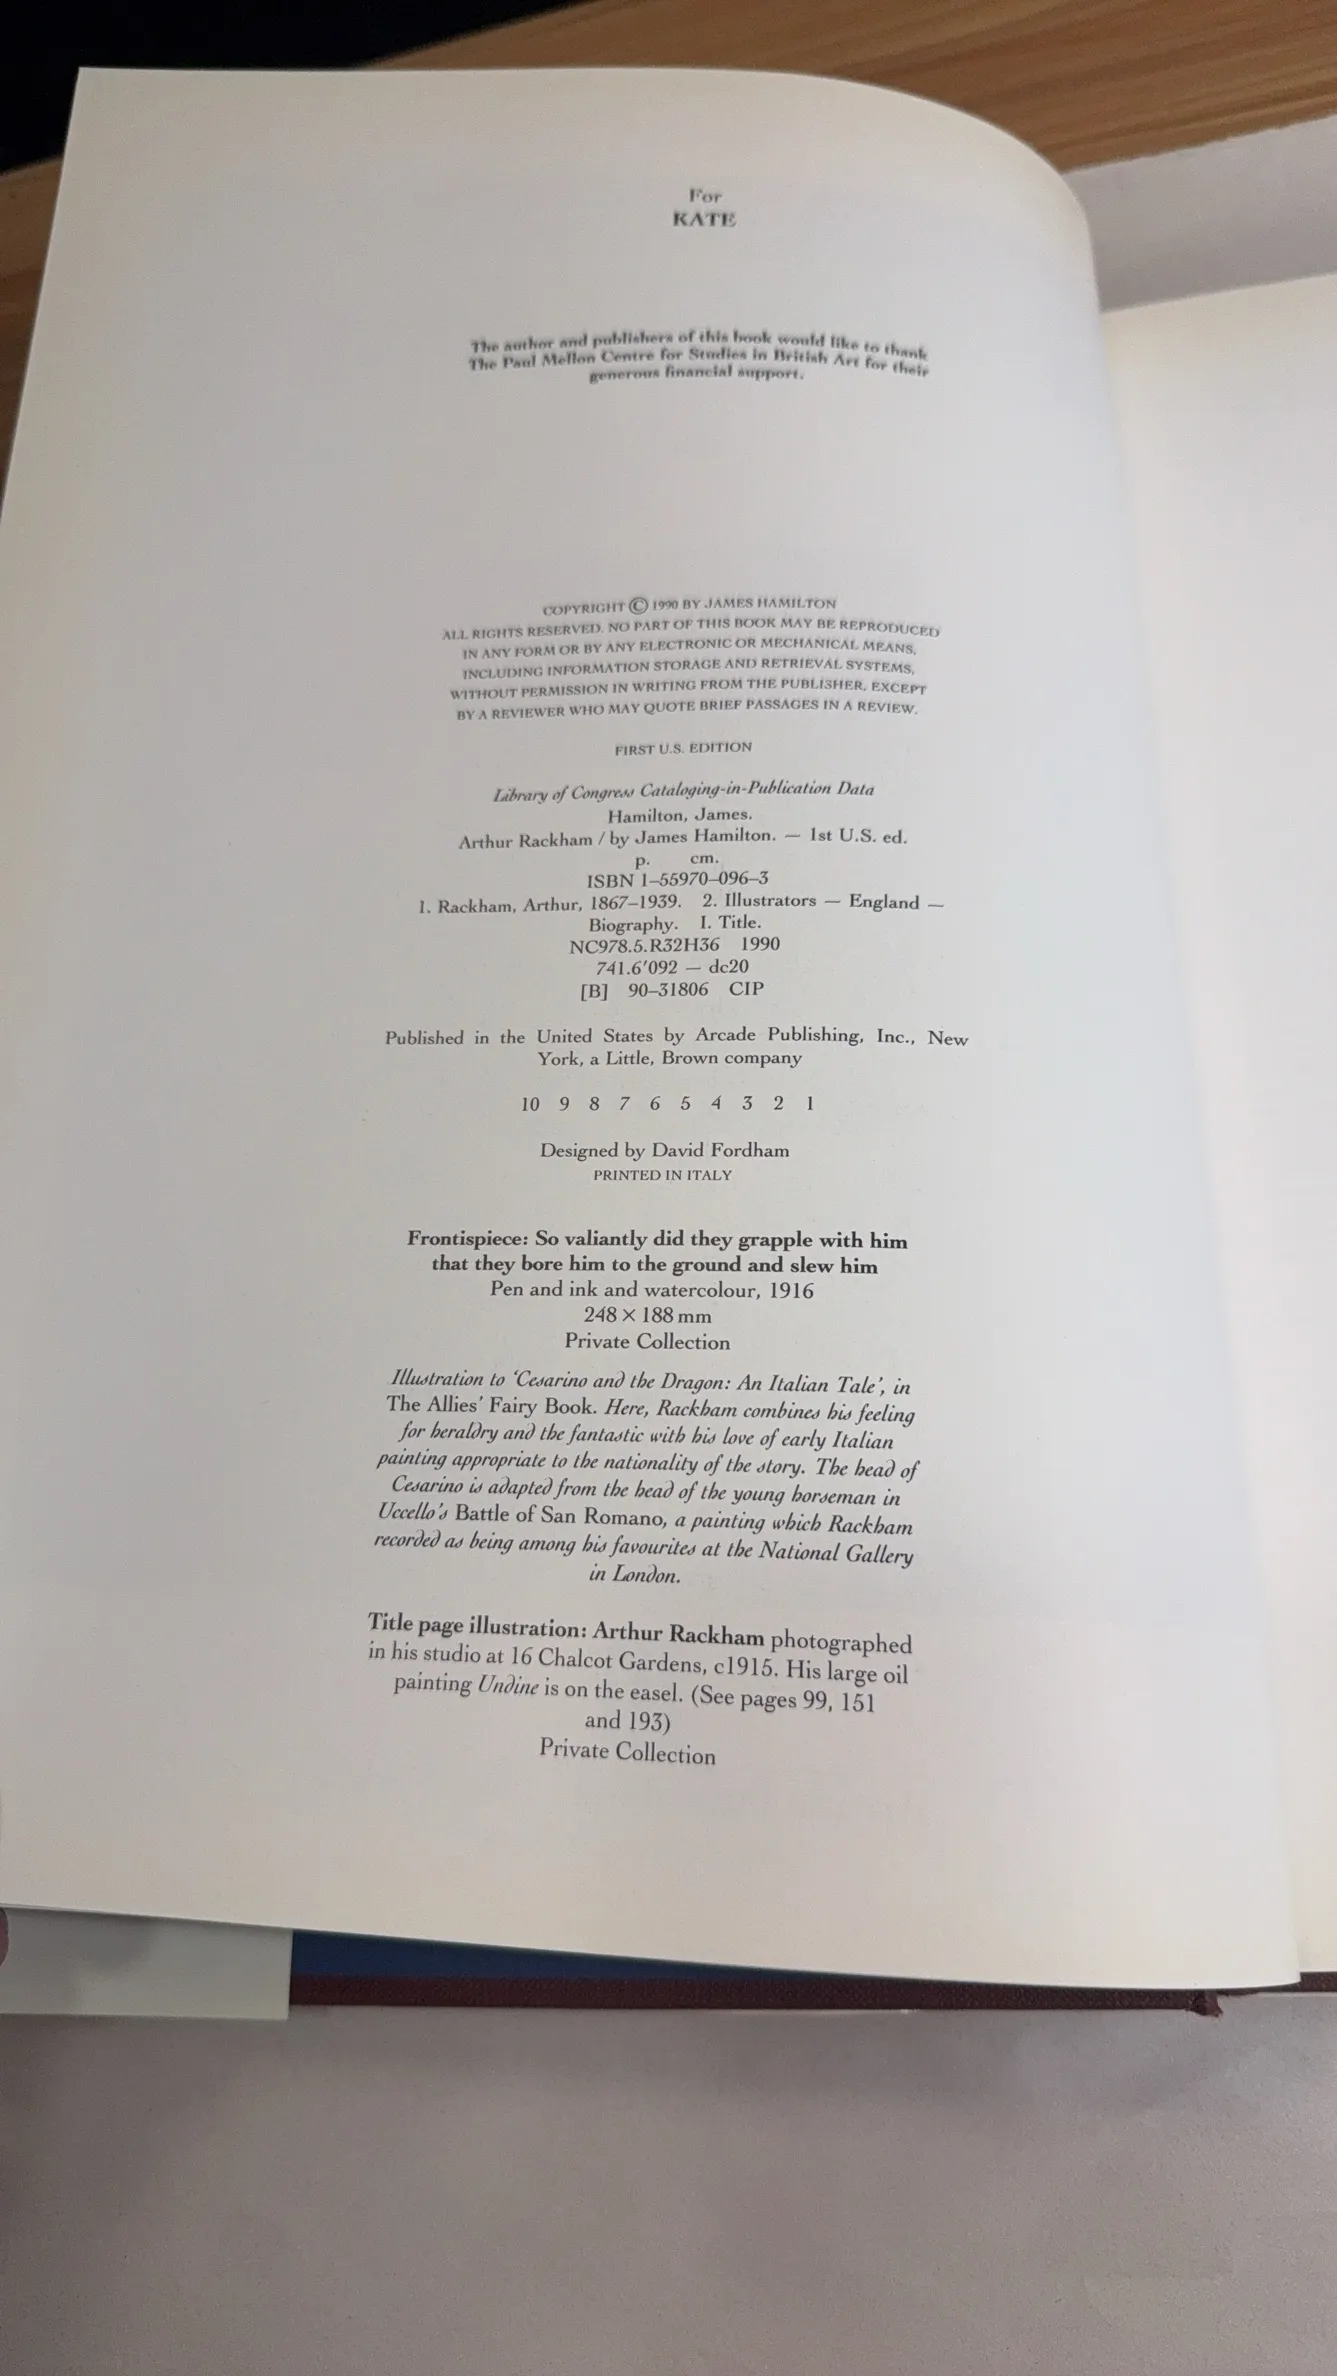 For
KATE
The author and publishers of this book would like to thank
The Paul Mellon Centre for Studies in British Art for their
generous financial support.
COPYRIGHT © 1990 BY JAMES HAMILTON
ALL RIGHTS RESERVED. NO PART OF THIS BOOK MAY BE REPRODUCED
IN ANY FORM OR BY ANY ELECTRONIC OR MECHANICAL MEANS,
INCLUDING INFORMATION STORAGE AND RETRIEVAL SYSTEMS,
WITHOUT PERMISSION IN WRITING FROM THE PUBLISHER, EXCEPT
BY A REVIEWER WHO MAY QUOTE BRIEF PASSAGES IN A REVIEW.
FIRST U.S. EDITION
Library of Congress Cataloging-in-Publication Data
Hamilton, James.
Arthur Rackham / by James Hamilton. — 1st U.S. ed.
p. cm.
ISBN 1–55970–096–3
1. Rackham, Arthur, 1867–1939. 2. Illustrators — England —
Biography. I. Title.
NC978.5.R32H36 1990
741.6′092 — dc20
[B] 90–31806 CIP
Published in the United States by Arcade Publishing, Inc., New
York, a Little, Brown company
10 9 8 7 6 5 4 3 2 1
Designed by David Fordham
PRINTED IN ITALY
Frontispiece: So valiantly did they grapple with him
that they bore him to the ground and slew him
Pen and ink and watercolour, 1916
248 × 188 mm
Private Collection
Illustration to ‘Cesarino and the Dragon: An Italian Tale’, in
The Allies’ Fairy Book. Here, Rackham combines his feeling
for heraldry and the fantastic with his love of early Italian
painting appropriate to the nationality of the story. The head of
Cesarino is adapted from the head of the young horseman in
Uccello’s Battle of San Romano, a painting which Rackham
recorded as being among his favourites at the National Gallery
in London.
Title page illustration: Arthur Rackham photographed
in his studio at 16 Chalcot Gardens, c1915. His large oil
painting Undine is on the easel. (See pages 99, 151
and 193)
Private Collection